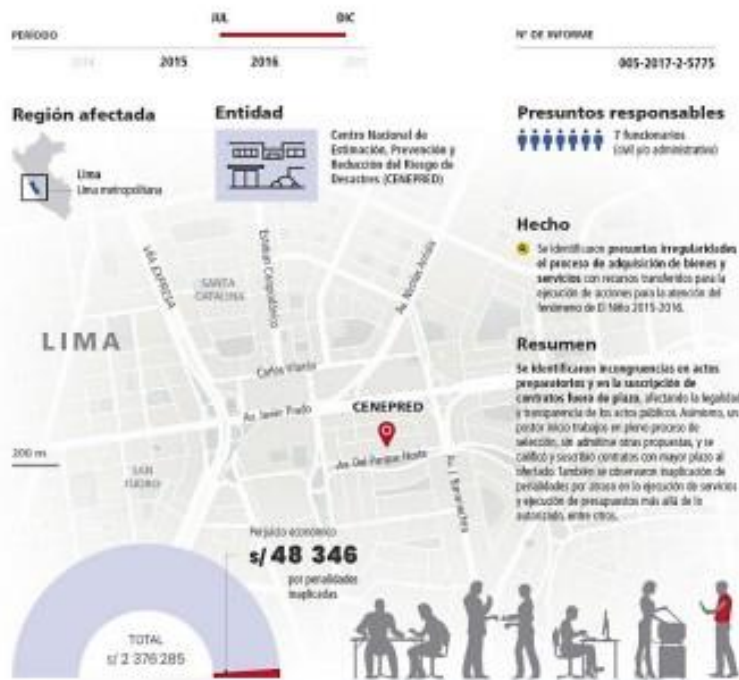 JUL DIC
PERÍODO
2014 2015 2016
Nº DE INFORME
005-2017-2-5775
Región afectada
Lima
Lima metropolitana
Entidad
Centro Nacional de
Estimación, Prevención y
Reducción del Riesgo de
Desastres (CENEPRED)
Presuntos responsables
7 funcionarios
(civil y/o administrativo)
Hecho
Se identificaron presuntas irregularidades
el proceso de adquisición de bienes y
servicios con recursos transferidos para la
ejecución de acciones para la atención del
fenómeno de El Niño 2015-2016.
Resumen
Se identificaron incongruencias en actos
preparatorios y en la suscripción de
contratos fuera de plazo, afectando la legalidad
y transparencia de los actos públicos. Asimismo, un
postor inició trabajos en pleno proceso de
selección, sin admitirse otras propuestas, y se
calificó y suscribió contratos con mayor plazo al
ofertado. También se observaron inaplicación de
penalidades por atraso en la ejecución de servicios
y ejecución de presupuestos más allá de lo
autorizado, entre otros.
VÍA EXPRESA
SANTA
CATALINA
Av. Nicolás Arriola
LIMA
Carlos Villarán
Av. Javier Prado
CENEPRED
Av. Del Parque Norte
200 m
SAN
ISIDRO
Perjuicio económico
s/ 48 346
por penalidades
inaplicadas
TOTAL
s/ 2 376 285